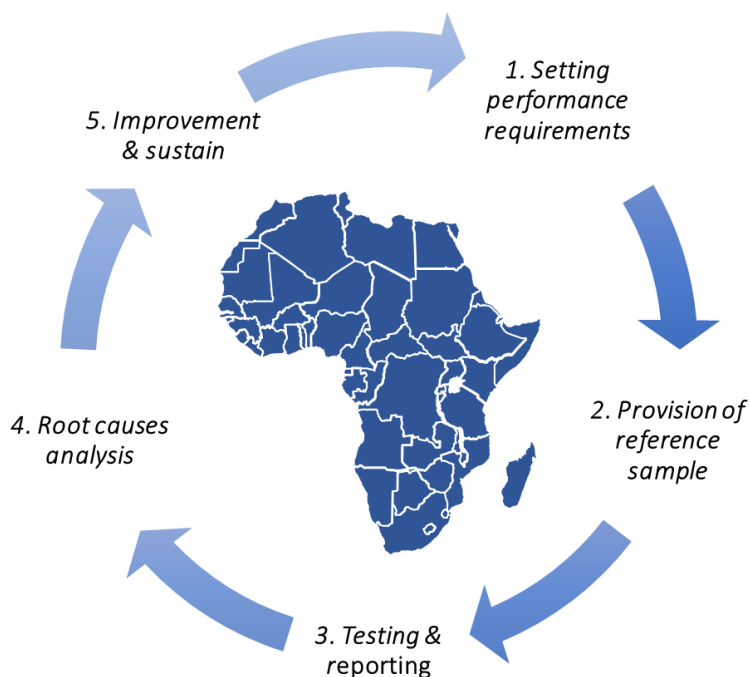 1. Setting
performance
requirements
2. Provision of
reference
sample
3. Testing &
reporting
4. Root causes
analysis
5. Improvement
& sustain